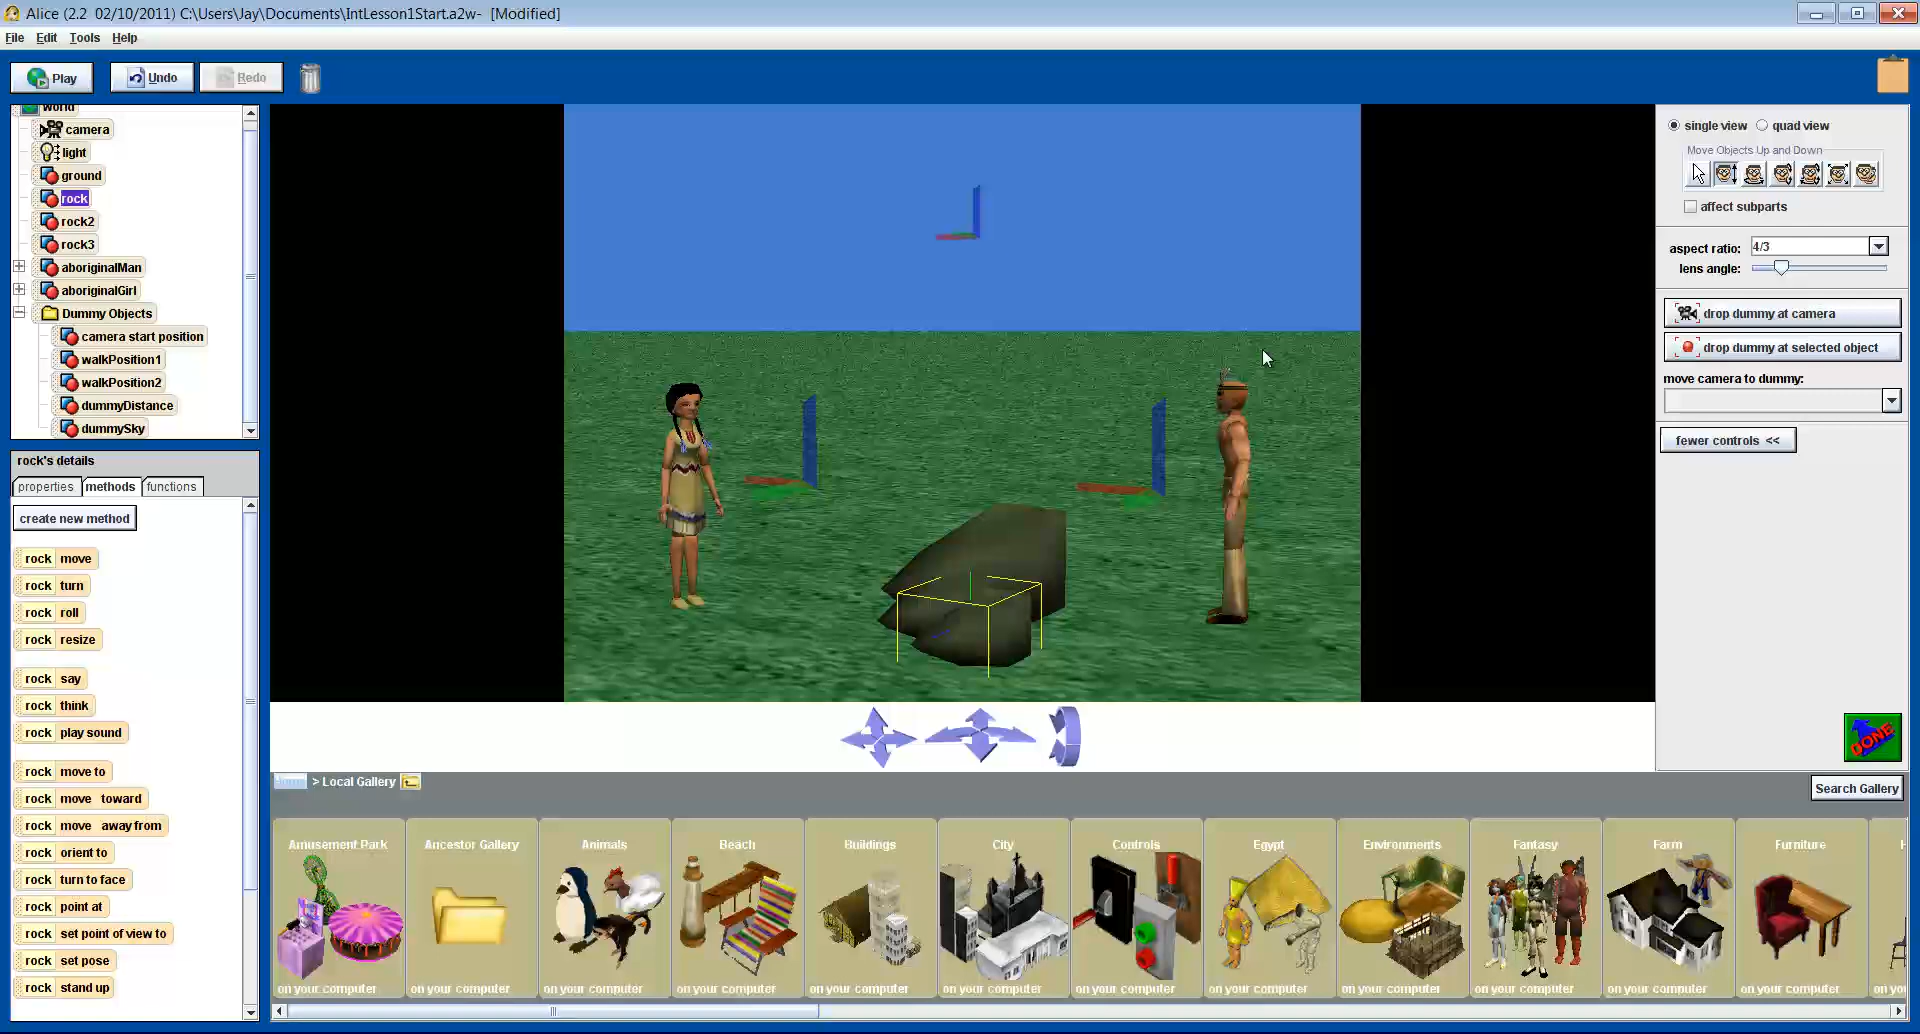 Alice (2.2 02/10/2011) C:\Users\Jay\Documents\IntLesson1Start.a2w- [Modified]
File Edit Tools Help
Play Undo Redo
world
camera
light
ground
rock
rock2
rock3
aboriginalMan
aboriginalGirl
Dummy Objects
camera start position
walkPosition1
walkPosition2
dummyDistance
dummySky
rock's details
properties methods functions
create new method
rock move
rock turn
rock roll
rock resize
rock say
rock think
rock play sound
rock move to
rock move toward
rock move away from
rock orient to
rock turn to face
rock point at
rock set point of view to
rock set pose
rock stand up
single view quad view
Move Objects Up and Down
affect subparts
aspect ratio: 4/3
lens angle:
drop dummy at camera
drop dummy at selected object
move camera to dummy:
fewer controls <<
DONE
Home > Local Gallery
Search Gallery
Amusement Park Ancestor Gallery Animals Beach Buildings City Controls Egypt Environments Fantasy Farm Furniture
on your computer on your computer on your computer on your computer on your computer on your computer on your computer on your computer on your computer on your computer on your computer on your computer